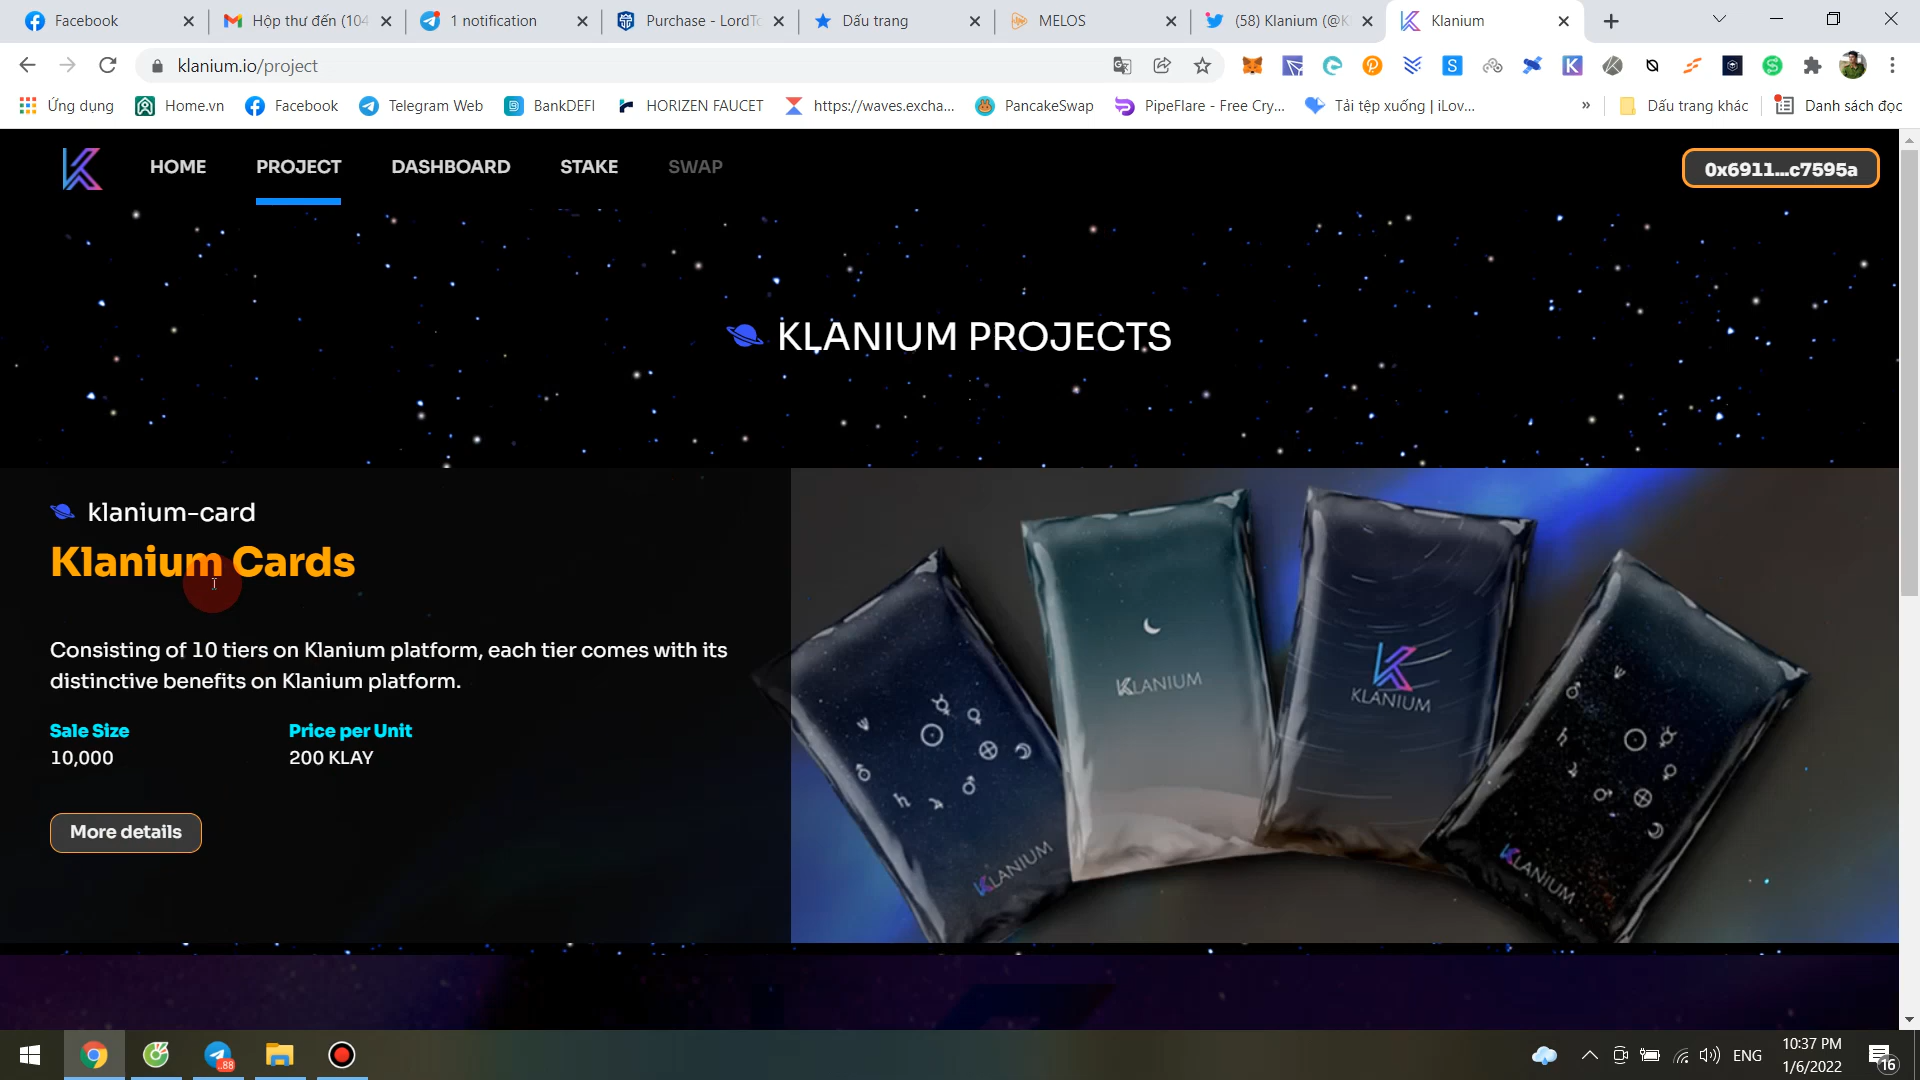 Facebook
Hộp thư đến (104
1 notification
Purchase - LordTo
Dấu trang
MELOS
(58) Klanium (@K
Klanium
klanium.io/project
Ứng dụng
Home.vn
Facebook
Telegram Web
BankDEFI
HORIZEN FAUCET
https://waves.excha...
PancakeSwap
PipeFlare - Free Cry...
Tải tệp xuống | iLov...
»
Dấu trang khác
Danh sách đọc
HOME
PROJECT
DASHBOARD
STAKE
SWAP
0x6911...c7595a
KLANIUM PROJECTS
klanium-card
Klanium Cards
Consisting of 10 tiers on Klanium platform, each tier comes with its
distinctive benefits on Klanium platform.
Sale Size
Price per Unit
10,000
200 KLAY
More details
KLANIUM
KLANIUM
KLANIUM
KLANIUM
88
ENG
10:37 PM
1/6/2022
16